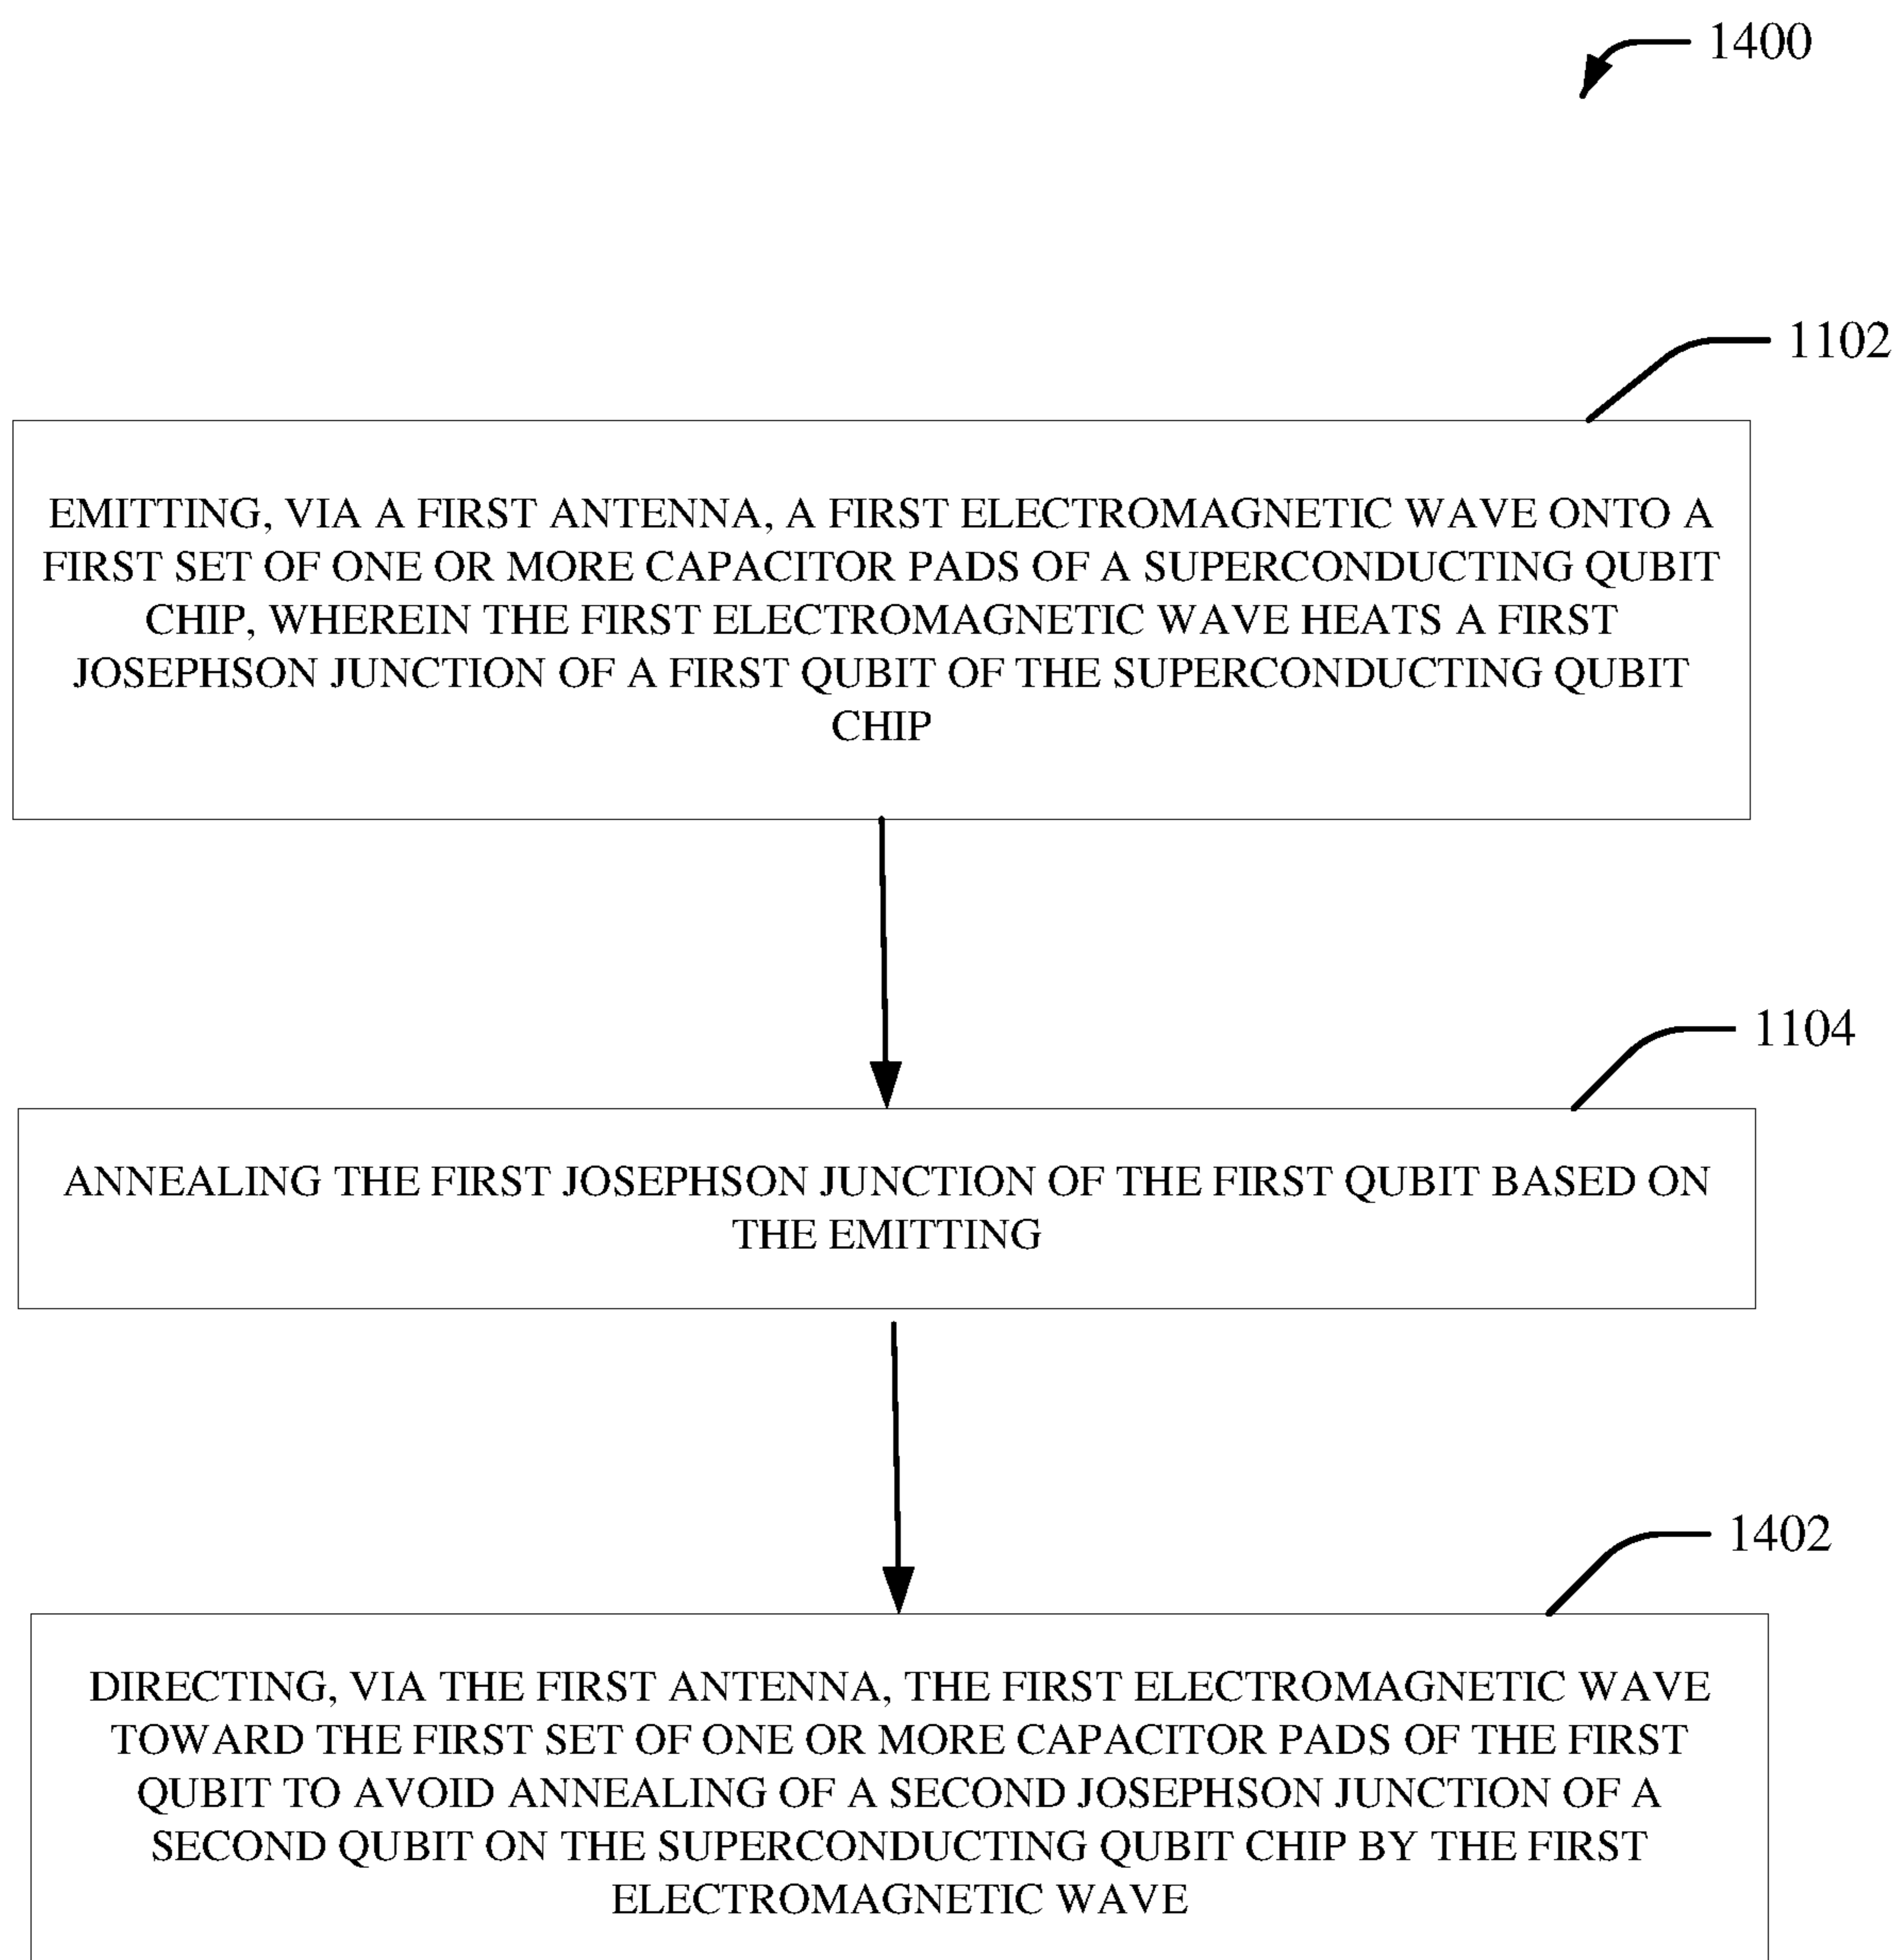 1400
1102
EMITTING, VIA A FIRST ANTENNA, A FIRST ELECTROMAGNETIC WAVE ONTO A
FIRST SET OF ONE OR MORE CAPACITOR PADS OF A SUPERCONDUCTING QUBIT
CHIP, WHEREIN THE FIRST ELECTROMAGNETIC WAVE HEATS A FIRST
JOSEPHSON JUNCTION OF A FIRST QUBIT OF THE SUPERCONDUCTING QUBIT
CHIP
1104
ANNEALING THE FIRST JOSEPHSON JUNCTION OF THE FIRST QUBIT BASED ON
THE EMITTING
1402
DIRECTING, VIA THE FIRST ANTENNA, THE FIRST ELECTROMAGNETIC WAVE
TOWARD THE FIRST SET OF ONE OR MORE CAPACITOR PADS OF THE FIRST
QUBIT TO AVOID ANNEALING OF A SECOND JOSEPHSON JUNCTION OF A
SECOND QUBIT ON THE SUPERCONDUCTING QUBIT CHIP BY THE FIRST
ELECTROMAGNETIC WAVE